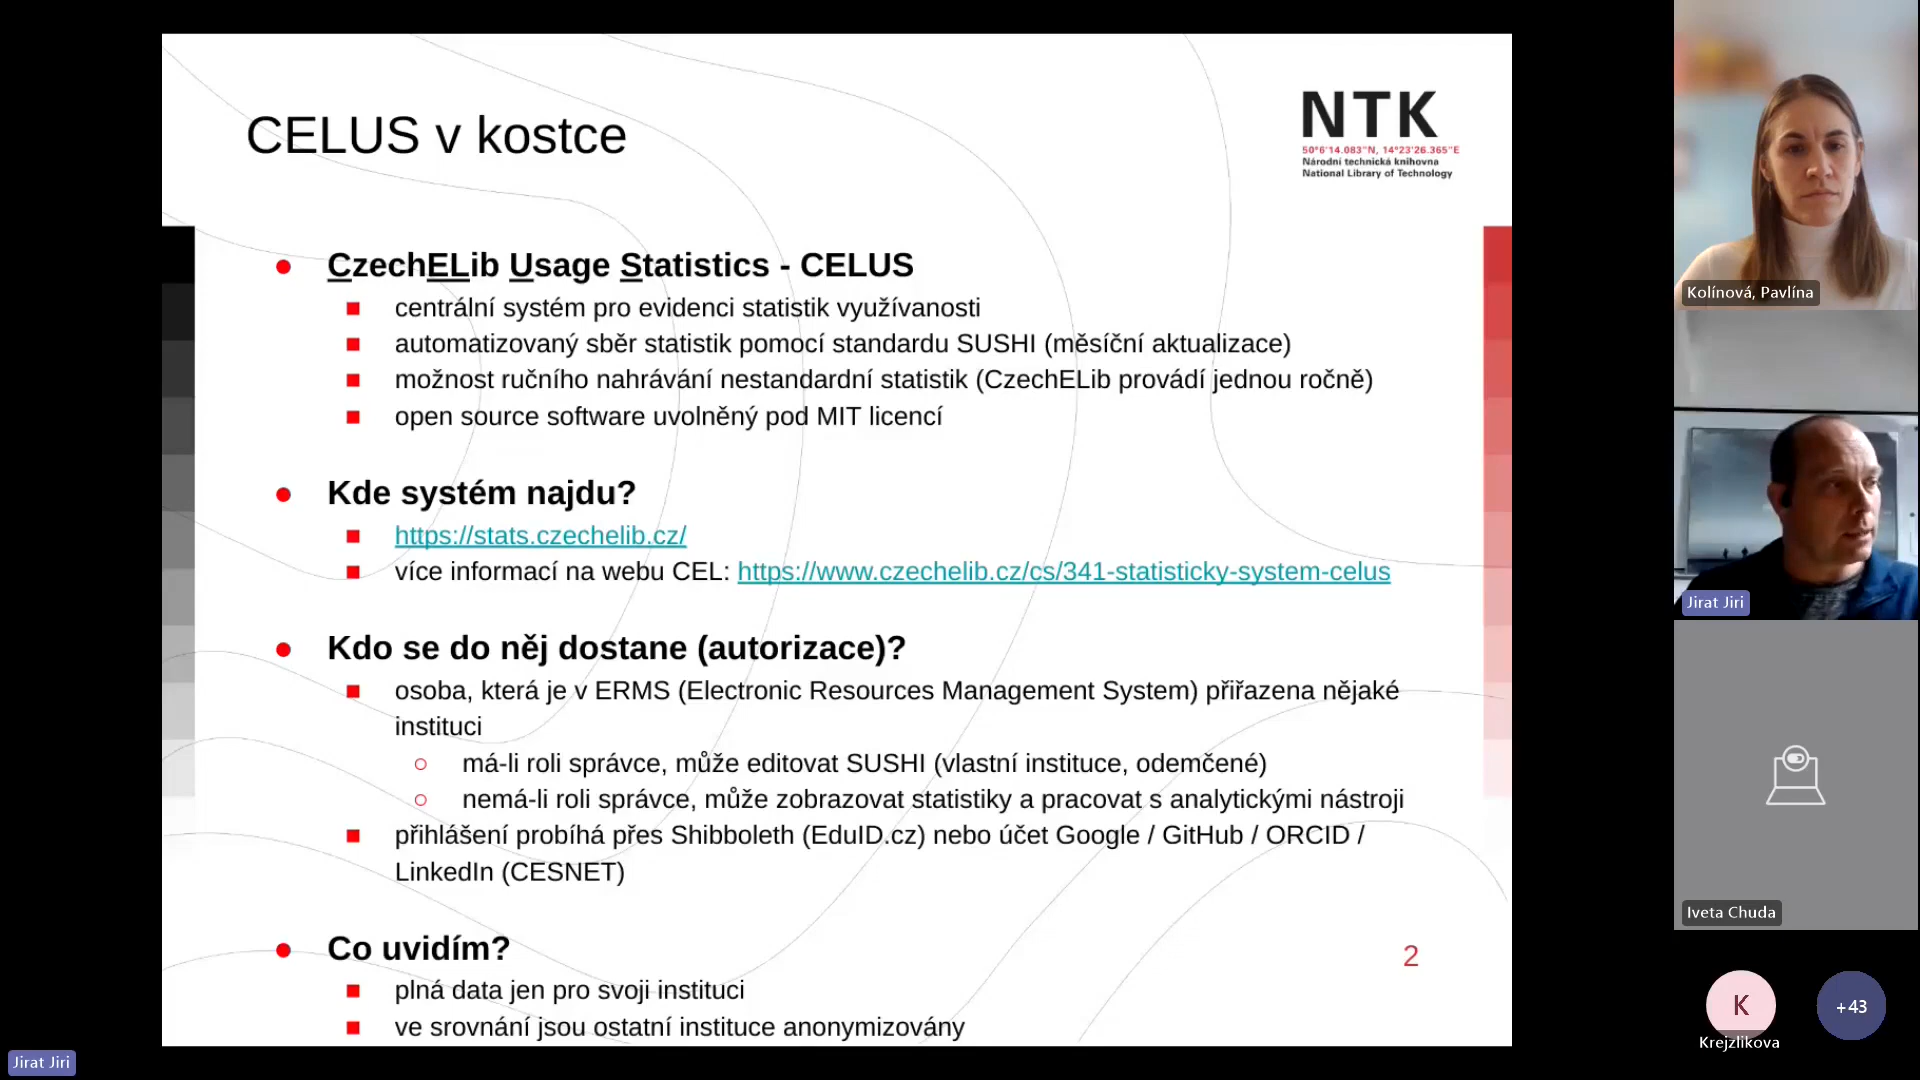 CELUS v kostce
NTK
50°6'14.083"N, 14°23'26.365"E
Národní technická knihovna
National Library of Technology
CzechELib Usage Statistics - CELUS
centrální systém pro evidenci statistik využívanosti
automatizovaný sběr statistik pomocí standardu SUSHI (měsíční aktualizace)
možnost ručního nahrávání nestandardní statistik (CzechELib provádí jednou ročně)
open source software uvolněný pod MIT licencí
Kde systém najdu?
https://stats.czechelib.cz/
více informací na webu CEL: https://www.czechelib.cz/cs/341-statisticky-system-celus
Kdo se do něj dostane (autorizace)?
osoba, která je v ERMS (Electronic Resources Management System) přiřazena nějaké
instituci
má-li roli správce, může editovat SUSHI (vlastní instituce, odemčené)
nemá-li roli správce, může zobrazovat statistiky a pracovat s analytickými nástroji
přihlášení probíhá přes Shibboleth (EduID.cz) nebo účet Google / GitHub / ORCID /
LinkedIn (CESNET)
Co uvidím?
plná data jen pro svoji instituci
ve srovnání jsou ostatní instituce anonymizovány
2
Kolínová, Pavlína
Jirat Jiri
Iveta Chuda
K
Krejzlikova
+43
Jirat Jiri